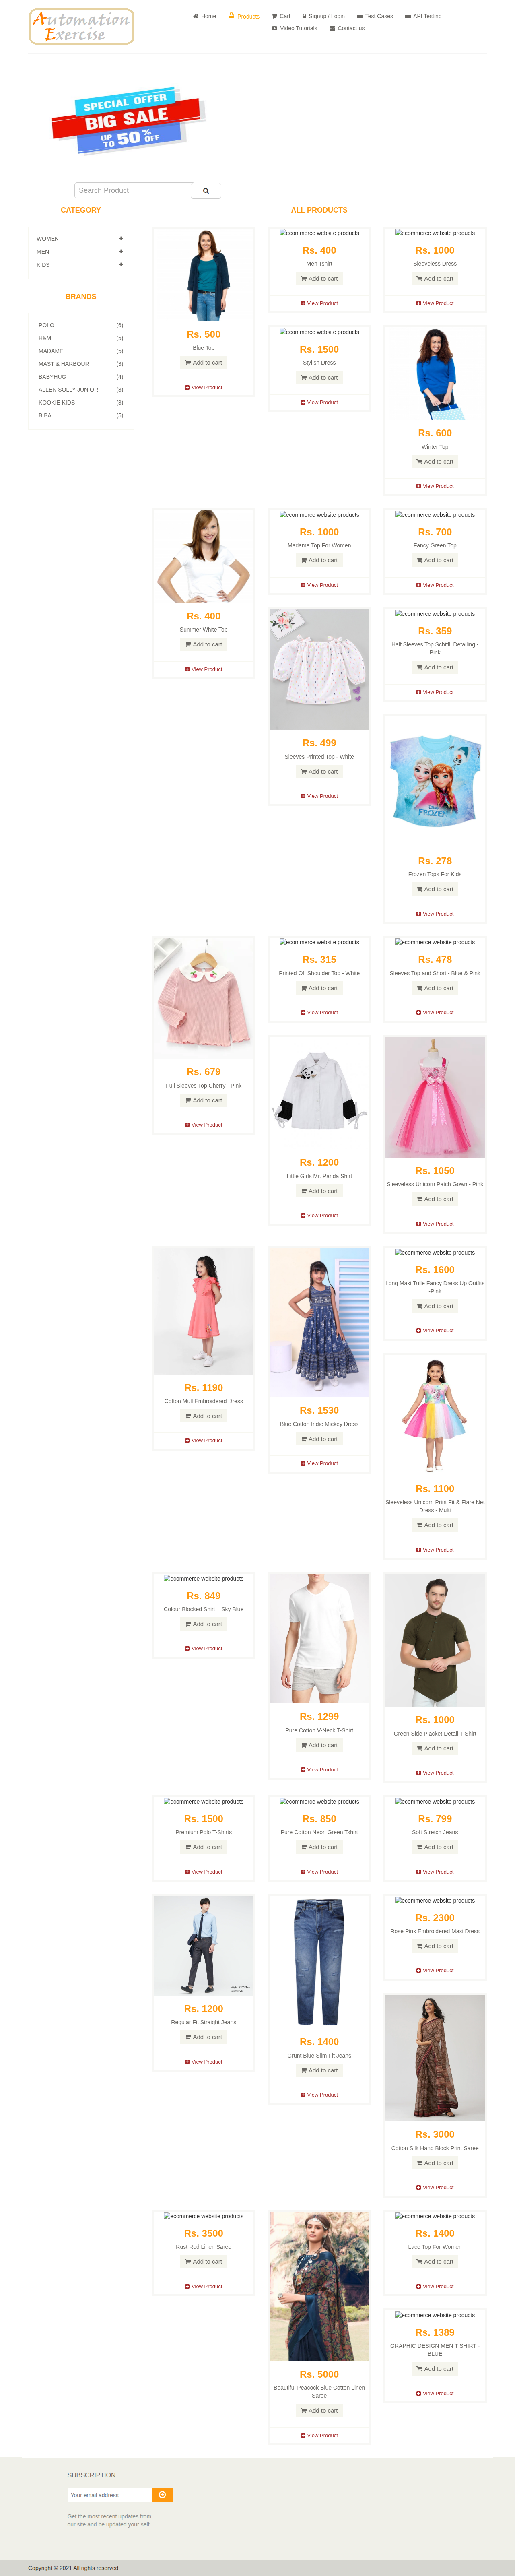 Automation
Exercise
Home
Products
Cart
Signup / Login
Test Cases
API Testing
Video Tutorials
Contact us
SPECIAL OFFER
BIG SALE
UP TO 50% OFF
Search Product
CATEGORY
WOMEN
MEN
KIDS
BRANDS
POLO (6)
H&M (5)
MADAME (5)
MAST & HARBOUR (3)
BABYHUG (4)
ALLEN SOLLY JUNIOR (3)
KOOKIE KIDS (3)
BIBA (5)
ALL PRODUCTS
Rs. 500
Blue Top
Add to cart
View Product
ecommerce website products
Rs. 400
Men Tshirt
Add to cart
View Product
ecommerce website products
Rs. 1000
Sleeveless Dress
Add to cart
View Product
ecommerce website products
Rs. 1500
Stylish Dress
Add to cart
View Product
Rs. 600
Winter Top
Add to cart
View Product
Rs. 400
Summer White Top
Add to cart
View Product
ecommerce website products
Rs. 1000
Madame Top For Women
Add to cart
View Product
ecommerce website products
Rs. 700
Fancy Green Top
Add to cart
View Product
Rs. 499
Sleeves Printed Top - White
Add to cart
View Product
ecommerce website products
Rs. 359
Half Sleeves Top Schiffli Detailing -
Pink
Add to cart
View Product
FROZEN
Rs. 278
Frozen Tops For Kids
Add to cart
View Product
Rs. 679
Full Sleeves Top Cherry - Pink
Add to cart
View Product
ecommerce website products
Rs. 315
Printed Off Shoulder Top - White
Add to cart
View Product
ecommerce website products
Rs. 478
Sleeves Top and Short - Blue & Pink
Add to cart
View Product
Rs. 1200
Little Girls Mr. Panda Shirt
Add to cart
View Product
Rs. 1050
Sleeveless Unicorn Patch Gown - Pink
Add to cart
View Product
Rs. 1190
Cotton Mull Embroidered Dress
Add to cart
View Product
Rs. 1530
Blue Cotton Indie Mickey Dress
Add to cart
View Product
ecommerce website products
Rs. 1600
Long Maxi Tulle Fancy Dress Up Outfits
-Pink
Add to cart
View Product
Rs. 1100
Sleeveless Unicorn Print Fit & Flare Net
Dress - Multi
Add to cart
View Product
ecommerce website products
Rs. 849
Colour Blocked Shirt – Sky Blue
Add to cart
View Product
Rs. 1299
Pure Cotton V-Neck T-Shirt
Add to cart
View Product
Rs. 1000
Green Side Placket Detail T-Shirt
Add to cart
View Product
ecommerce website products
Rs. 1500
Premium Polo T-Shirts
Add to cart
View Product
ecommerce website products
Rs. 850
Pure Cotton Neon Green Tshirt
Add to cart
View Product
ecommerce website products
Rs. 799
Soft Stretch Jeans
Add to cart
View Product
Rs. 1200
Regular Fit Straight Jeans
Add to cart
View Product
Rs. 1400
Grunt Blue Slim Fit Jeans
Add to cart
View Product
ecommerce website products
Rs. 2300
Rose Pink Embroidered Maxi Dress
Add to cart
View Product
Rs. 3000
Cotton Silk Hand Block Print Saree
Add to cart
View Product
ecommerce website products
Rs. 3500
Rust Red Linen Saree
Add to cart
View Product
Rs. 5000
Beautiful Peacock Blue Cotton Linen
Saree
Add to cart
View Product
ecommerce website products
Rs. 1400
Lace Top For Women
Add to cart
View Product
ecommerce website products
Rs. 1389
GRAPHIC DESIGN MEN T SHIRT -
BLUE
Add to cart
View Product
SUBSCRIPTION
Your email address
Get the most recent updates from
our site and be updated your self...
Copyright © 2021 All rights reserved